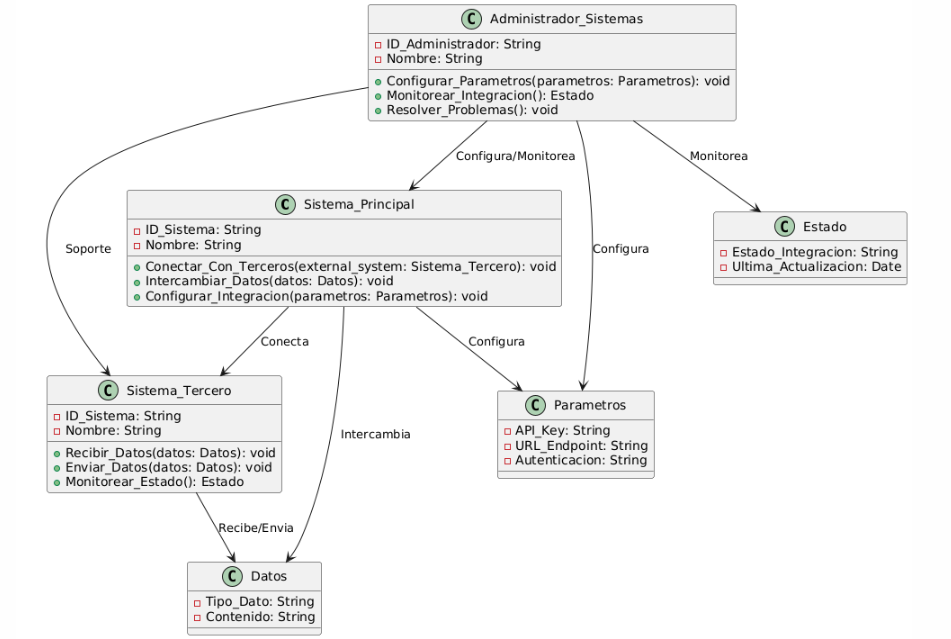 C Administrador_Sistemas
ID_Administrador: String
Nombre: String
Configurar_Parametros(parametros: Parametros): void
Monitorear_Integracion(): Estado
Resolver_Problemas(): void
Configura/Monitorea
Monitorea
C Sistema_Principal
ID_Sistema: String
Nombre: String
Conectar_Con_Terceros(external_system: Sistema_Tercero): void
Intercambiar_Datos(datos: Datos): void
Configurar_Integracion(parametros: Parametros): void
C Estado
Estado_Integracion: String
Ultima_Actualizacion: Date
Soporte
Configura
Conecta
Configura
C Sistema_Tercero
ID_Sistema: String
Nombre: String
Recibir_Datos(datos: Datos): void
Enviar_Datos(datos: Datos): void
Monitorear_Estado(): Estado
Intercambia
C Parametros
API_Key: String
URL_Endpoint: String
Autenticacion: String
Recibe/Envia
C Datos
Tipo_Dato: String
Contenido: String